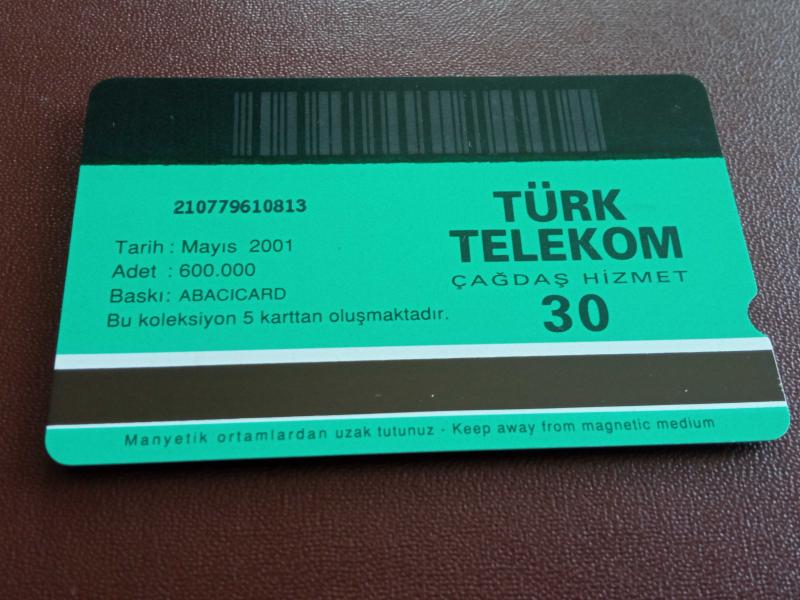 210779610813
Tarih : Mayıs 2001
Adet : 600.000
Baskı : ABACICARD
Bu koleksiyon 5 karttan oluşmaktadır.
TÜRK
TELEKOM
ÇAĞDAŞ HİZMET
30
Manyetik ortamlardan uzak tutunuz - Keep away from magnetic medium